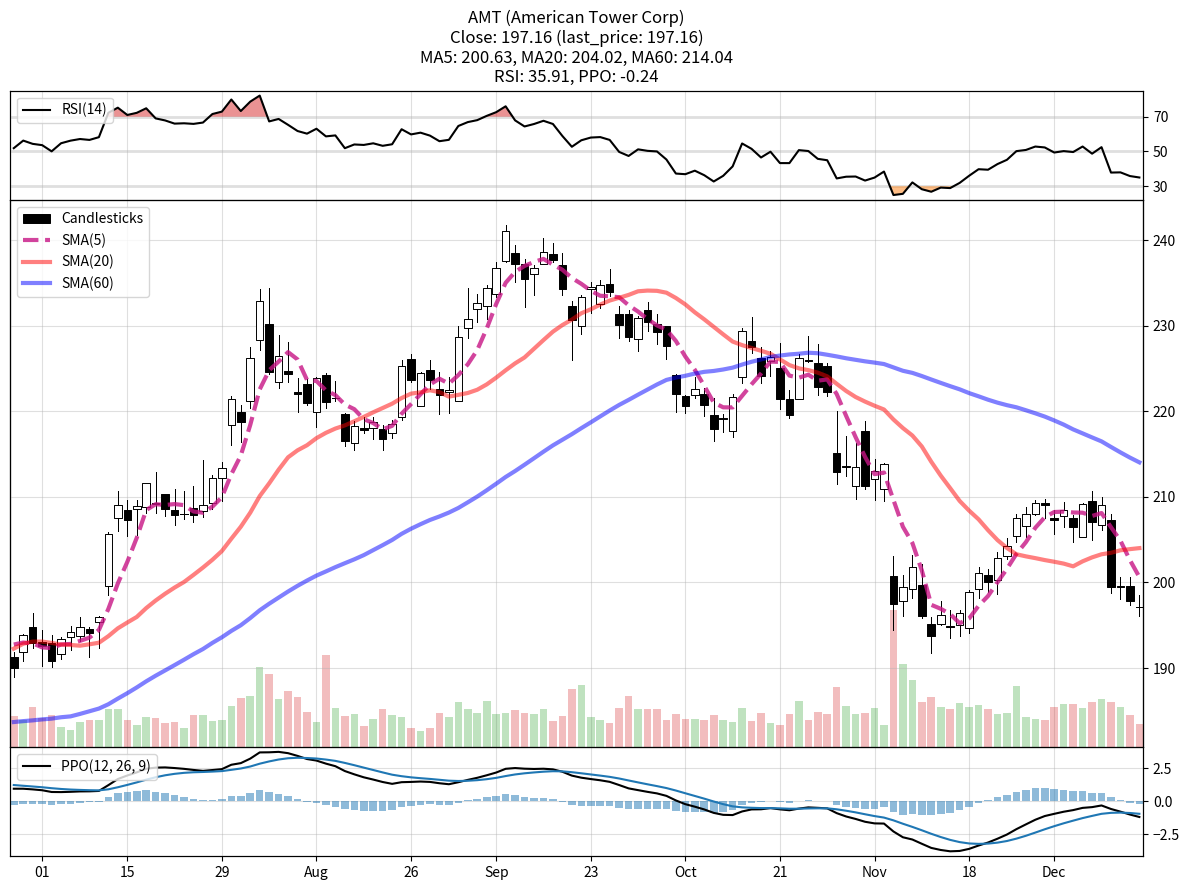 AMT (American Tower Corp)
Close: 197.16 (last_price: 197.16)
MA5: 200.63, MA20: 204.02, MA60: 214.04
RSI: 35.91, PPO: -0.24
RSI(14)
70
50
30
Candlesticks
SMA(5)
SMA(20)
SMA(60)
240
230
220
210
200
190
PPO(12, 26, 9)
2.5
0.0
−2.5
01 15 29 Aug 26 Sep 23 Oct 21 Nov 18 Dec